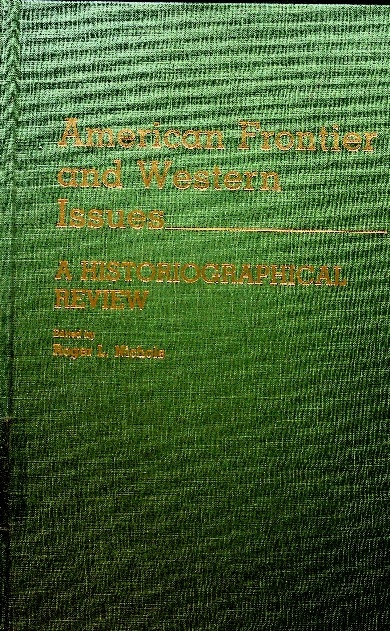 American Frontier
and Western
Issues
A HISTORIOGRAPHICAL
REVIEW
Edited by
Roger L. Nichols